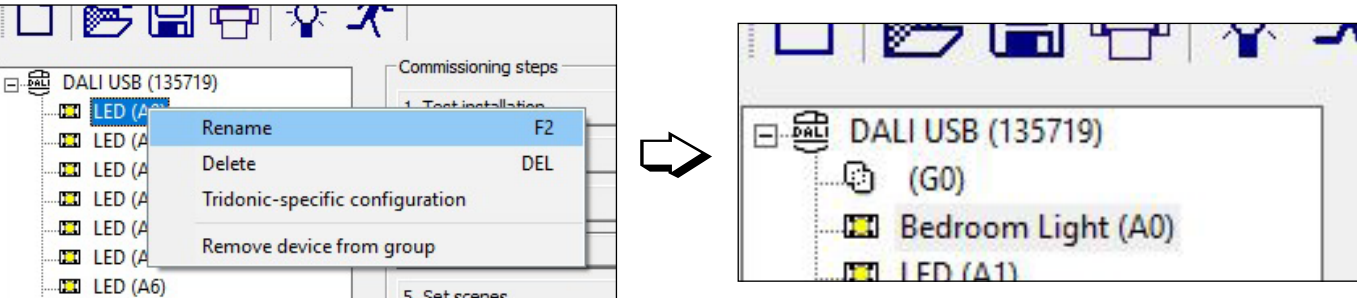 DALI USB (135719)
LED (A0)
LED (A
LED (A
LED (A
LED (A
LED (A
LED (A6)
Rename F2
Delete DEL
Tridonic-specific configuration
Remove device from group
Commissioning steps
1. Test installation
5. Set scenes
DALI
DALI USB (135719)
(G0)
Bedroom Light (A0)
LED (A1)